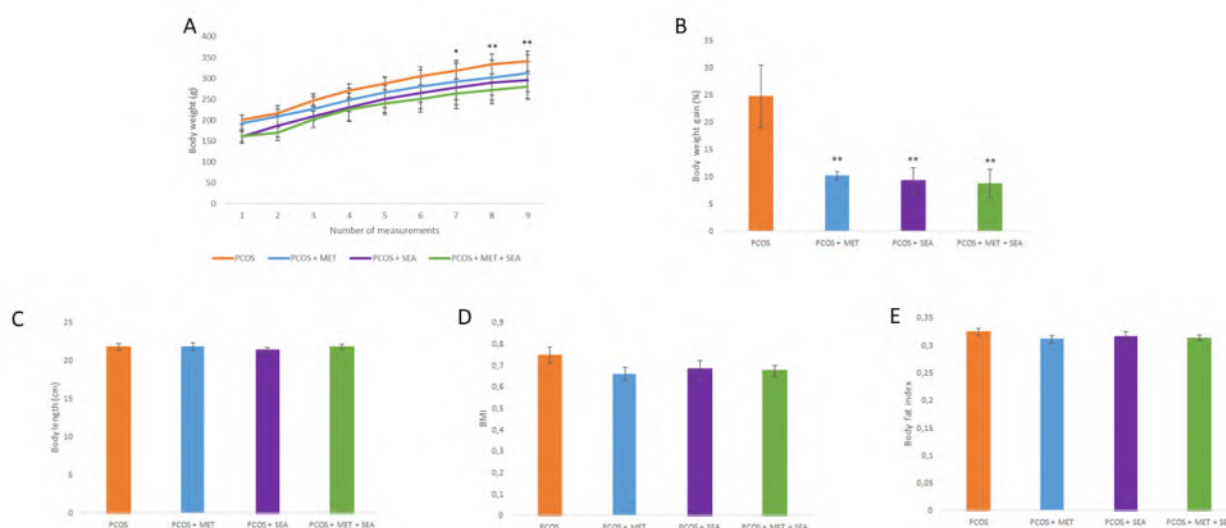 A
Body weight (g)
400
350
300
250
200
150
100
50
0
* ** **
1 2 3 4 5 6 7 8 9
Number of measurements
PCOS PCOS + MET PCOS + SEA PCOS + MET + SEA
B
Body weight gain (%)
35
30
25
20
15
10
5
0
** ** **
PCOS PCOS + MET PCOS + SEA PCOS + MET + SEA
C
Body length (cm)
25
20
15
10
5
0
PCOS PCOS + MET PCOS + SEA PCOS + MET + SEA
D
BMI
0,9
0,8
0,7
0,6
0,5
0,4
0,3
0,2
0,1
0
PCOS PCOS + MET PCOS + SEA PCOS + MET + SEA
E
Body fat index
0,35
0,3
0,25
0,2
0,15
0,1
0,05
0
PCOS PCOS + MET PCOS + SEA PCOS + MET + SE